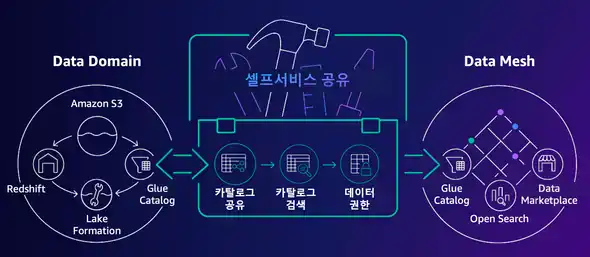 Data Domain
Amazon S3
Redshift
Glue
Catalog
Lake
Formation
셀프서비스 공유
카탈로그
공유
카탈로그
검색
데이터
권한
Data Mesh
Glue
Catalog
Data
Marketplace
Open Search